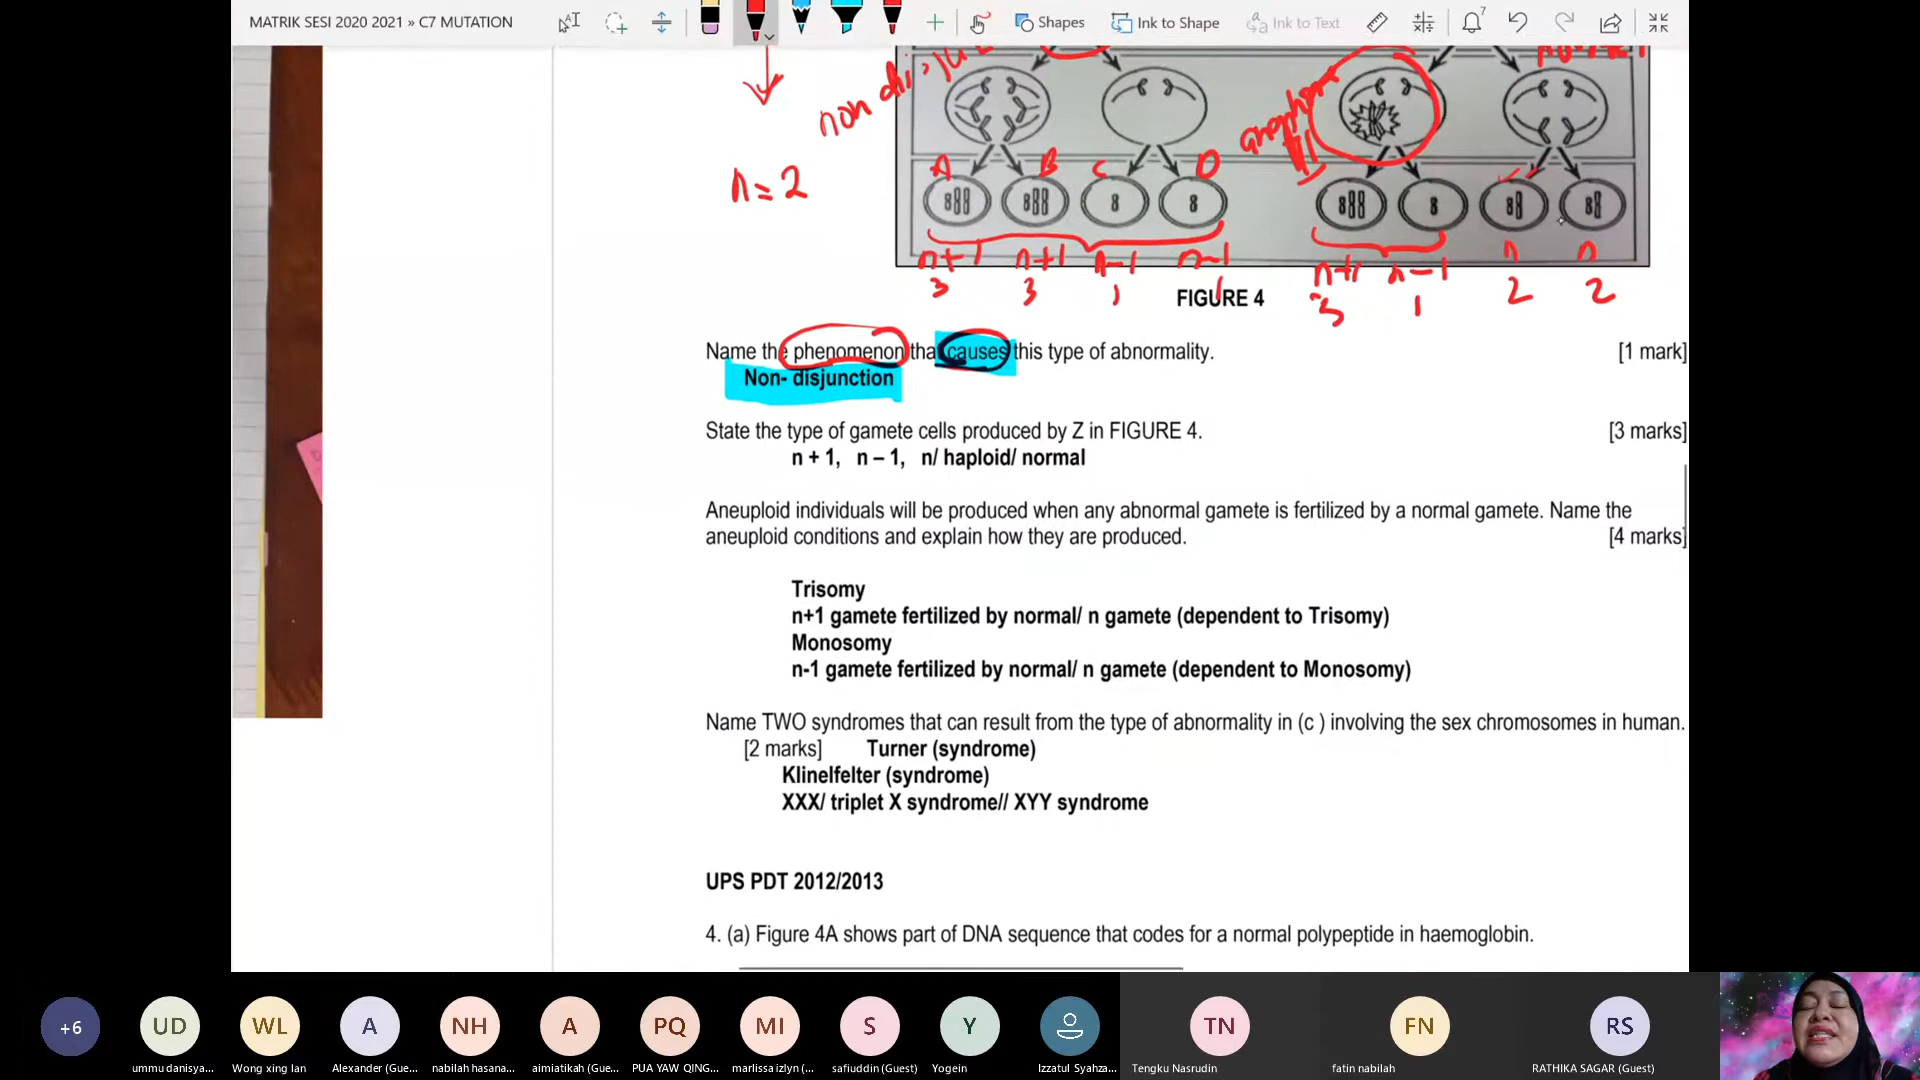 MATRIK SESI 2020 2021 » C7 MUTATION
Shapes
Ink to Shape
Ink to Text
7
non
n = 2
anaphase
II
A B C D
n+1 n+1 n-1 n-1
3 3 1 1
n+1 n-1 n n
3 1 2 2
FIGURE 4
Name the phenomenon tha causes this type of abnormality. [1 mark]
Non- disjunction
State the type of gamete cells produced by Z in FIGURE 4. [3 marks]
n + 1, n – 1, n/ haploid/ normal
Aneuploid individuals will be produced when any abnormal gamete is fertilized by a normal gamete. Name the
aneuploid conditions and explain how they are produced. [4 marks]
Trisomy
n+1 gamete fertilized by normal/ n gamete (dependent to Trisomy)
Monosomy
n-1 gamete fertilized by normal/ n gamete (dependent to Monosomy)
Name TWO syndromes that can result from the type of abnormality in (c ) involving the sex chromosomes in human.
[2 marks] Turner (syndrome)
Klinelfelter (syndrome)
XXX/ triplet X syndrome// XYY syndrome
UPS PDT 2012/2013
4. (a) Figure 4A shows part of DNA sequence that codes for a normal polypeptide in haemoglobin.
+6 UD WL A NH A PQ MI S Y TN FN RS
ummu danisya... Wong xing lan Alexander (Gue... nabilah hasana... aimiatikah (Gue... PUA YAW QING... marlissa izlyn (... safiuddin (Guest) Yogein Izzatul Syahza... Tengku Nasrudin fatin nabilah RATHIKA SAGAR (Guest)